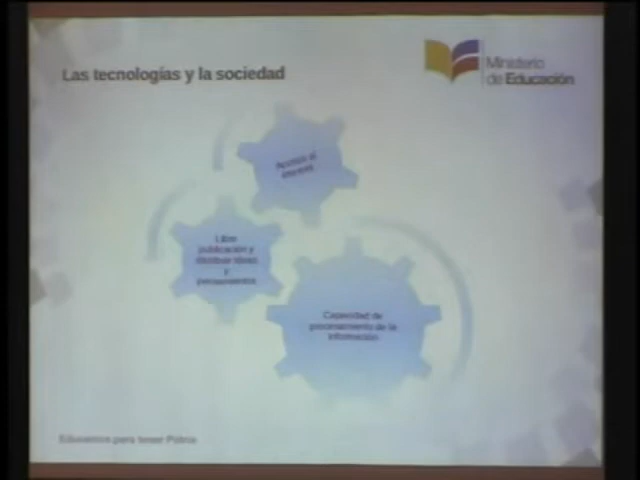 Las tecnologías y la sociedad
Ministerio
de Educación
Acceso al
internet
Libre
publicación y
distribuir ideas
y
pensamientos
Capacidad de
procesamiento de la
información
Educamos para tener Patria